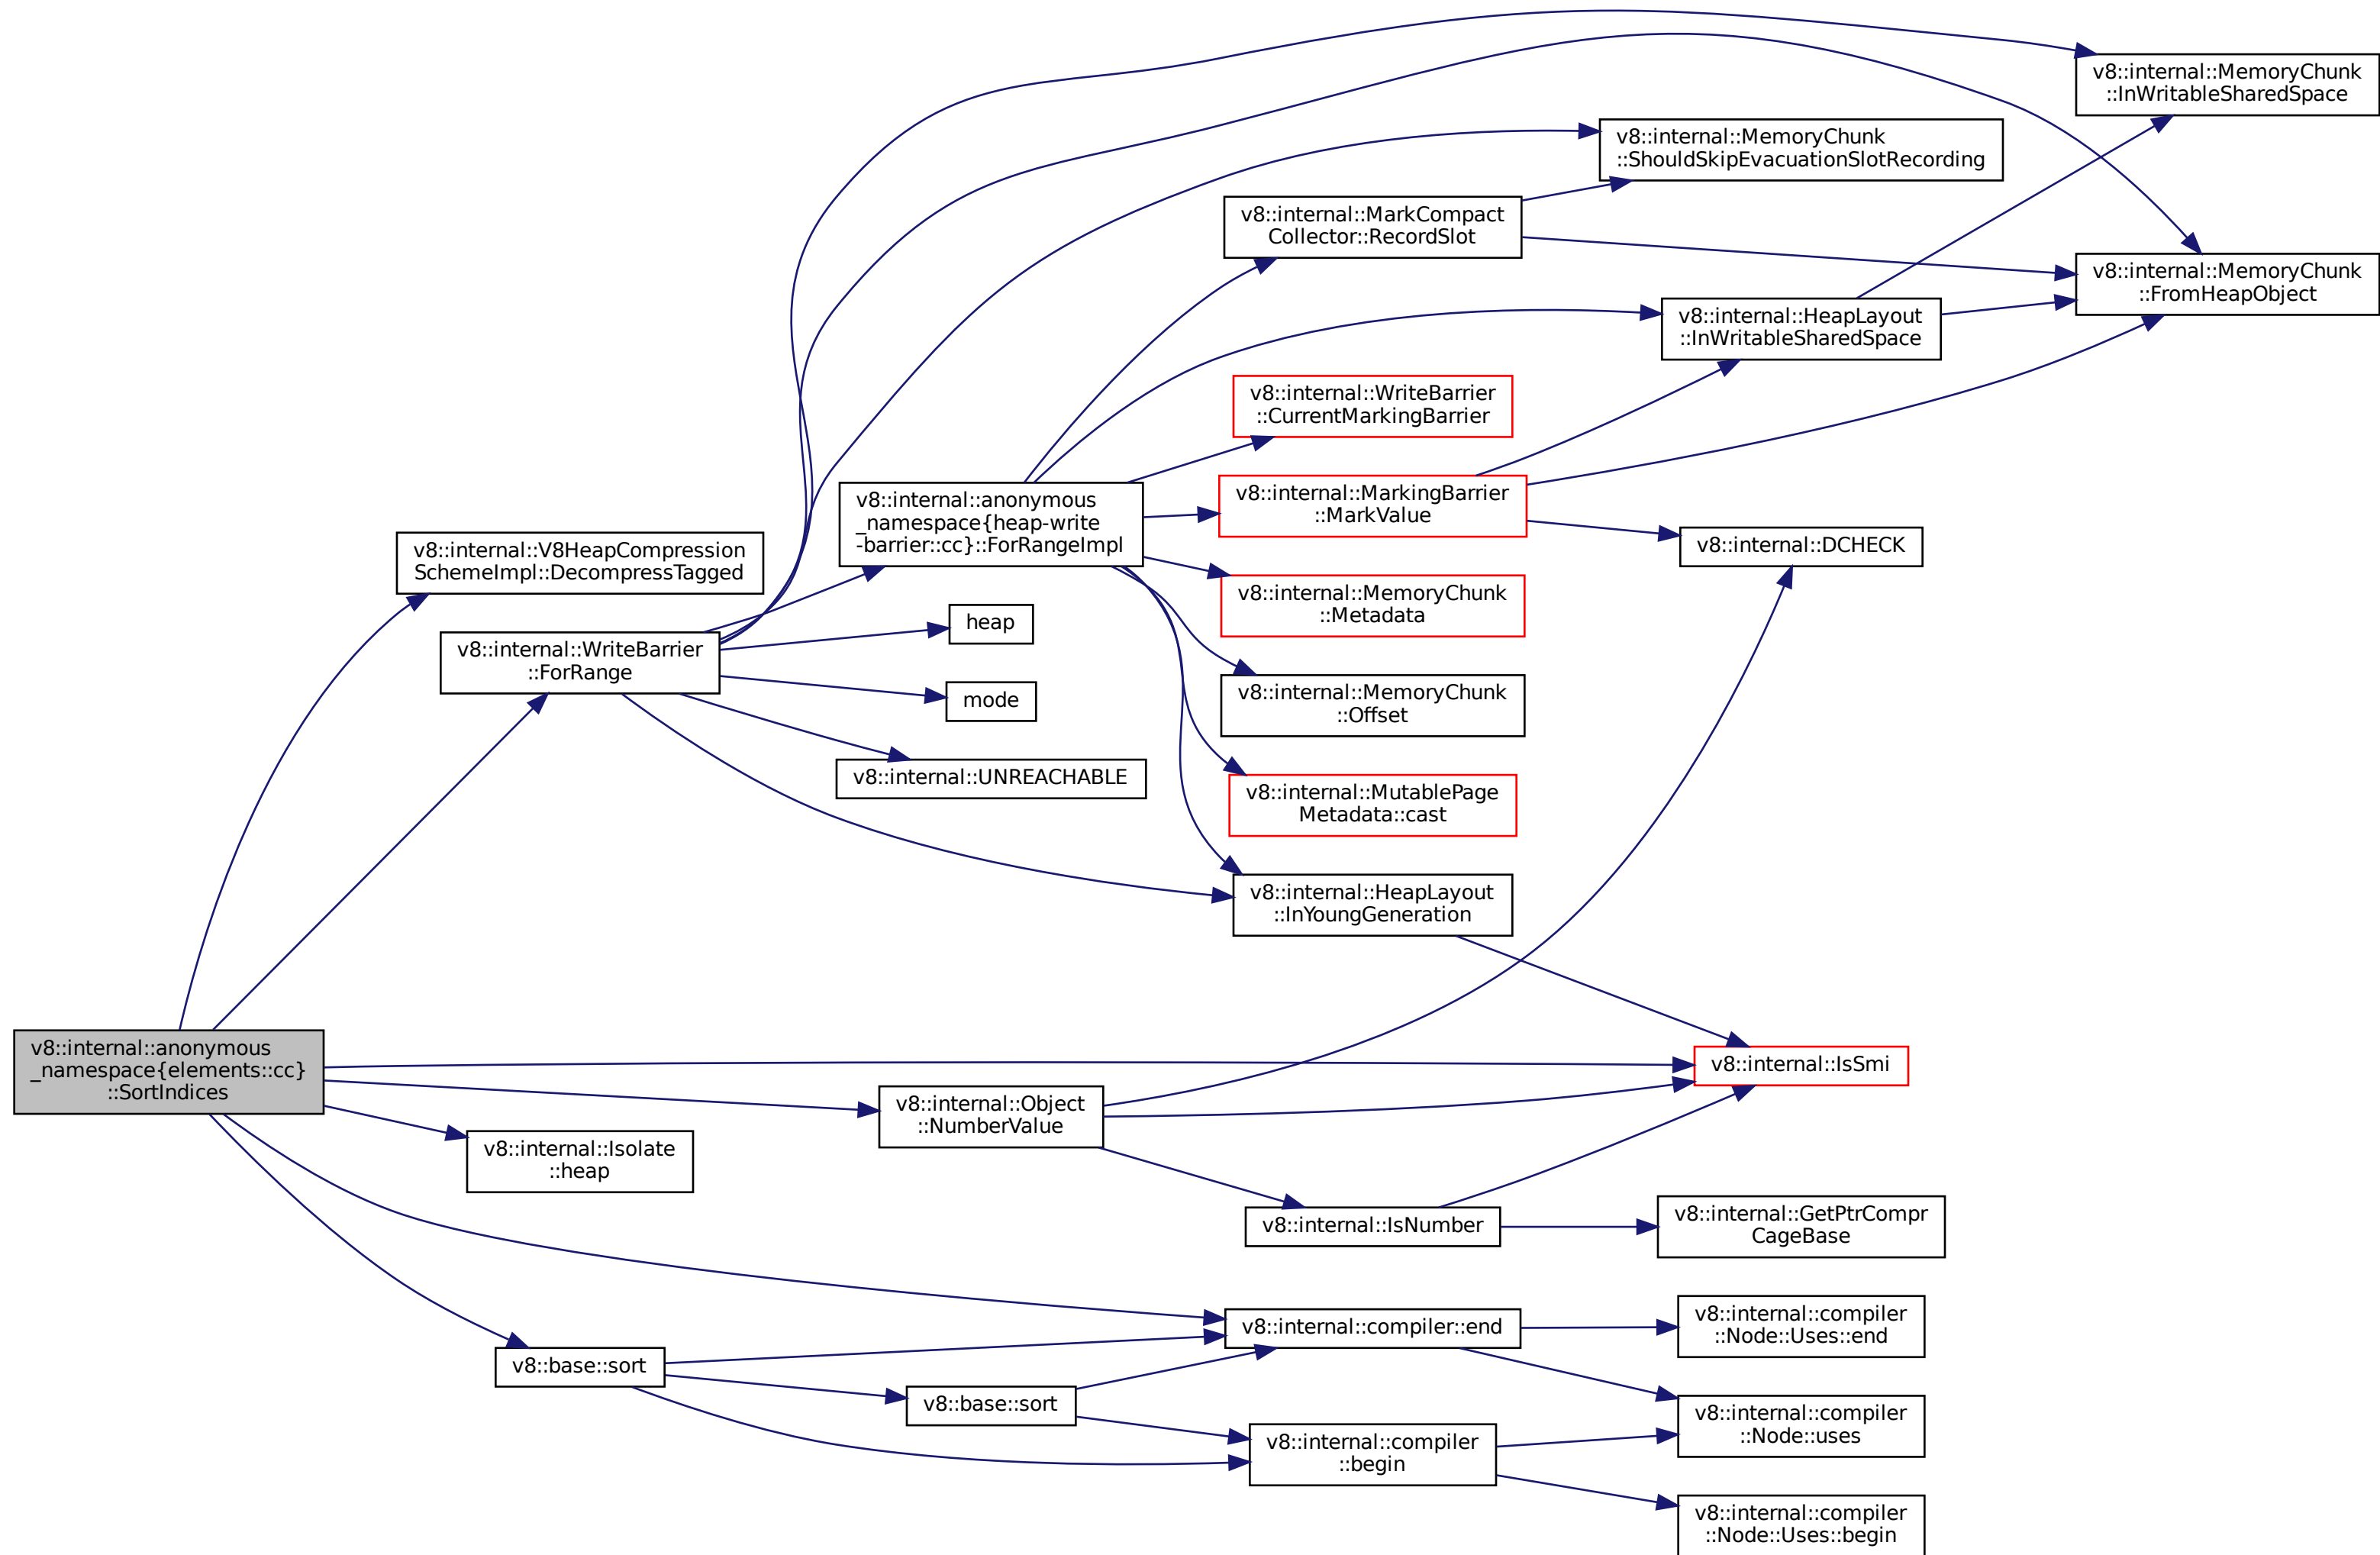 v8::internal::MemoryChunk
::InWritableSharedSpace
v8::internal::MemoryChunk
::ShouldSkipEvacuationSlotRecording
v8::internal::MarkCompact
Collector::RecordSlot
v8::internal::MemoryChunk
::FromHeapObject
v8::internal::HeapLayout
::InWritableSharedSpace
v8::internal::WriteBarrier
::CurrentMarkingBarrier
v8::internal::anonymous
_namespace{heap-write
-barrier::cc}::ForRangeImpl
v8::internal::MarkingBarrier
::MarkValue
v8::internal::DCHECK
v8::internal::V8HeapCompression
SchemeImpl::DecompressTagged
v8::internal::MemoryChunk
::Metadata
heap
v8::internal::WriteBarrier
::ForRange
mode
v8::internal::MemoryChunk
::Offset
v8::internal::UNREACHABLE
v8::internal::MutablePage
Metadata::cast
v8::internal::HeapLayout
::InYoungGeneration
v8::internal::anonymous
_namespace{elements::cc}
::SortIndices
v8::internal::IsSmi
v8::internal::Object
::NumberValue
v8::internal::Isolate
::heap
v8::internal::IsNumber
v8::internal::GetPtrCompr
CageBase
v8::internal::compiler::end
v8::internal::compiler
::Node::Uses::end
v8::base::sort
v8::base::sort
v8::internal::compiler
::Node::uses
v8::internal::compiler
::begin
v8::internal::compiler
::Node::Uses::begin